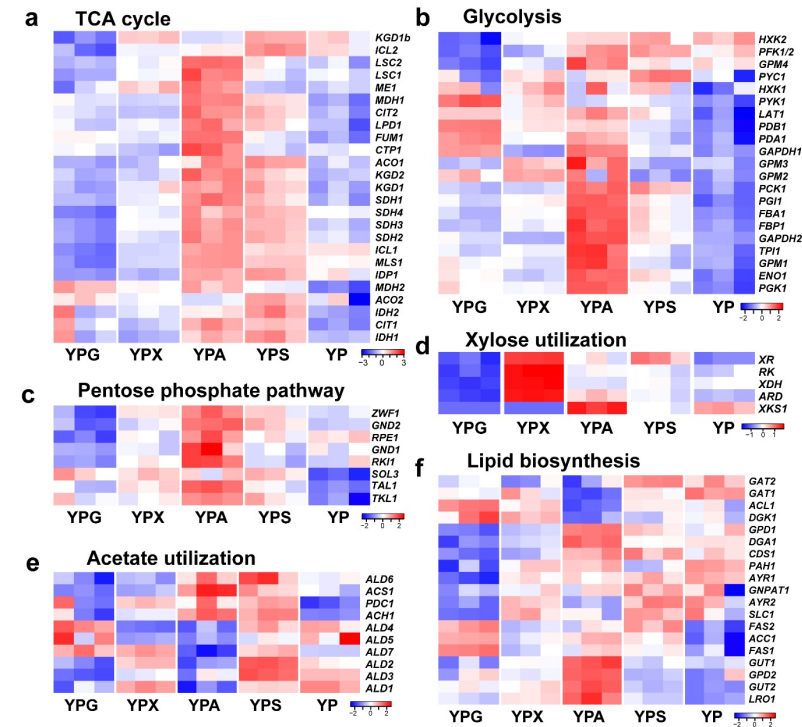 a
TCA cycle
KGD1b
ICL2
LSC2
LSC1
ME1
MDH1
CIT2
LPD1
FUM1
CTP1
ACO1
KGD2
KGD1
SDH1
SDH4
SDH3
SDH2
ICL1
MLS1
IDP1
MDH2
ACO2
IDH2
CIT1
IDH1
YPG YPX YPA YPS YP
-3 0 3
b
Glycolysis
HXK2
PFK1/2
GPM4
PYC1
HXK1
PYK1
LAT1
PDB1
PDA1
GAPDH1
GPM3
GPM2
PCK1
PGI1
FBA1
FBP1
GAPDH2
TPI1
GPM1
ENO1
PGK1
YPG YPX YPA YPS YP
-2 0 2
c
Pentose phosphate pathway
ZWF1
GND2
RPE1
GND1
RKI1
SOL3
TAL1
TKL1
YPG YPX YPA YPS YP
-2 0 2
d
Xylose utilization
XR
RK
XDH
ARD
XKS1
YPG YPX YPA YPS YP
-1 0 1
e
Acetate utilization
ALD6
ACS1
PDC1
ACH1
ALD4
ALD5
ALD7
ALD2
ALD3
ALD1
YPG YPX YPA YPS YP
-2 0 2
f
Lipid biosynthesis
GAT2
GAT1
ACL1
DGK1
GPD1
DGA1
CDS1
PAH1
AYR1
GNPAT1
AYR2
SLC1
FAS2
ACC1
FAS1
GUT1
GPD2
GUT2
LRO1
YPG YPX YPA YPS YP
-2 0 2